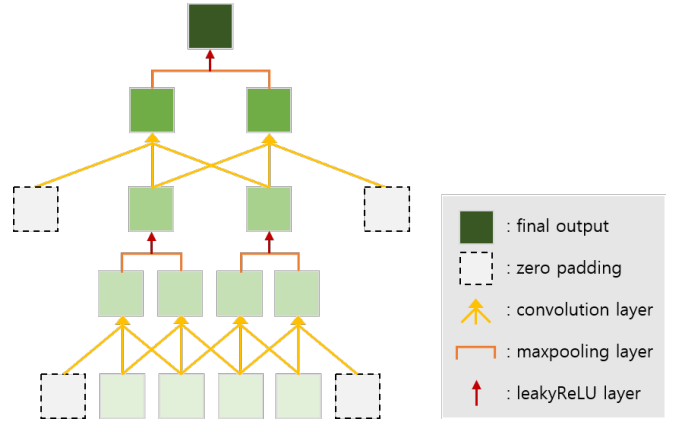 : final output
: zero padding
: convolution layer
: maxpooling layer
: leakyReLU layer